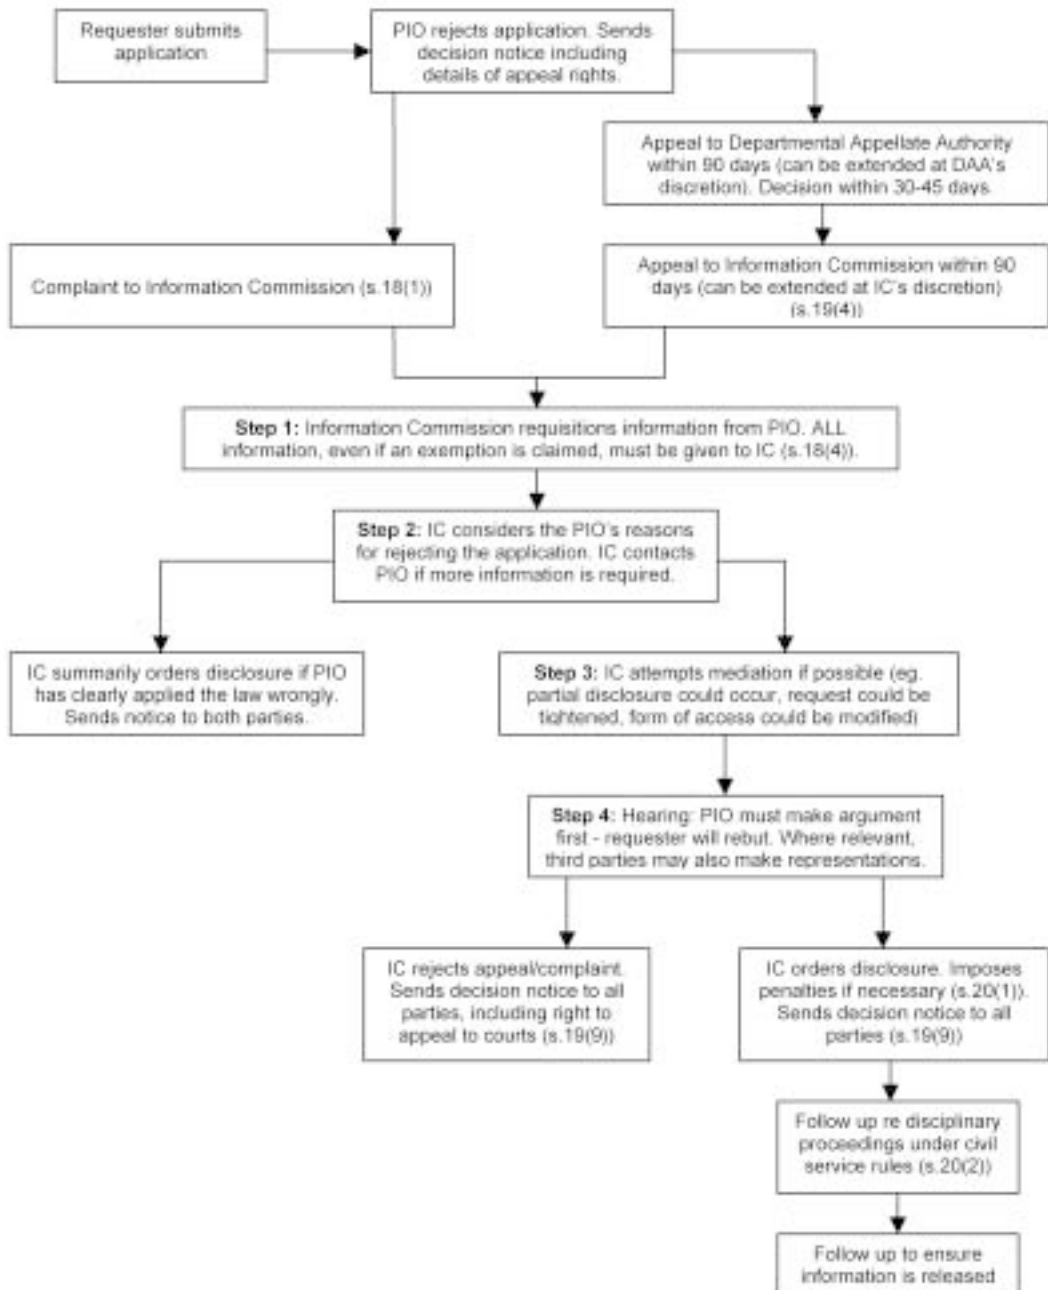 Requester submits
application
PIO rejects application. Sends
decision notice including
details of appeal rights.
Appeal to Departmental Appellate Authority
within 90 days (can be extended at DAA's
discretion). Decision within 30-45 days
Complaint to Information Commission (s.18(1))
Appeal to Information Commission within 90
days (can be extended at IC's discretion)
(s.19(4))
Step 1: Information Commission requisitions information from PIO. ALL
information, even if an exemption is claimed, must be given to IC (s.18(4)).
Step 2: IC considers the PIO's reasons
for rejecting the application. IC contacts
PIO if more information is required.
IC summarily orders disclosure if PIO
has clearly applied the law wrongly.
Sends notice to both parties.
Step 3: IC attempts mediation if possible (eg.
partial disclosure could occur, request could be
tightened, form of access could be modified)
Step 4: Hearing: PIO must make argument
first - requester will rebut. Where relevant,
third parties may also make representations.
IC rejects appeal/complaint.
Sends decision notice to all
parties, including right to
appeal to courts (s.19(9))
IC orders disclosure. Imposes
penalties if necessary (s.20(1)).
Sends decision notice to all
parties (s.19(9))
Follow up re disciplinary
proceedings under civil
service rules (s.20(2))
Follow up to ensure
information is released